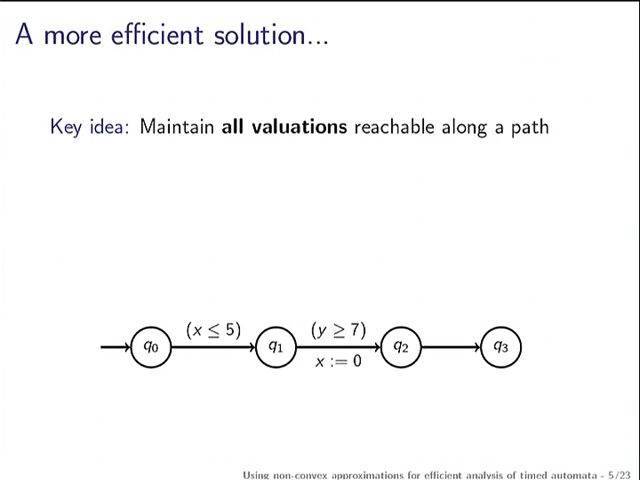 A more efficient solution...
Key idea: Maintain all valuations reachable along a path
(x ≤ 5) (y ≥ 7)
q0 q1 q2 q3
x := 0
Using non-convex approximations for efficient analysis of timed automata - 5/23